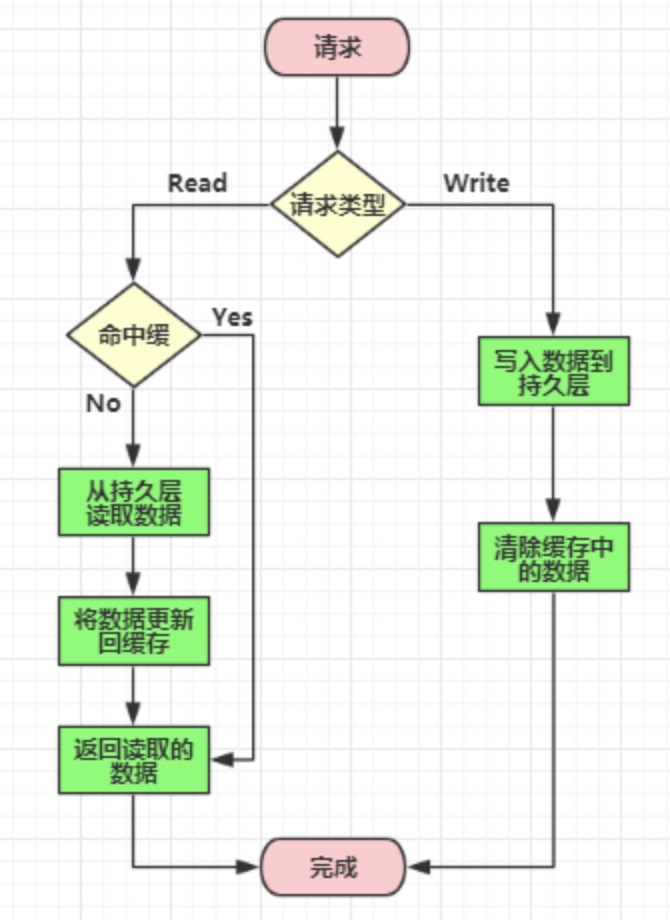 请求
请求类型
Read
Write
命中缓
Yes
No
写入数据到
持久层
从持久层
读取数据
清除缓存中
的数据
将数据更新
回缓存
返回读取的
数据
完成